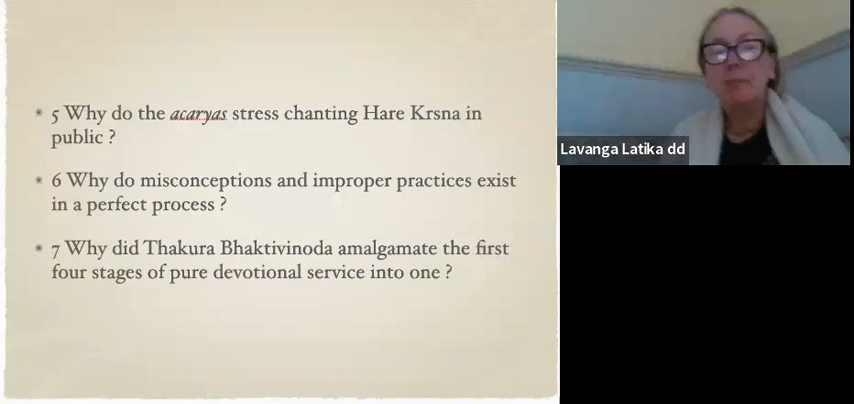 * 5 Why do the acaryas stress chanting Hare Krsna in
public ?
* 6 Why do misconceptions and improper practices exist
in a perfect process ?
* 7 Why did Thakura Bhaktivinoda amalgamate the first
four stages of pure devotional service into one ?
Lavanga Latika dd